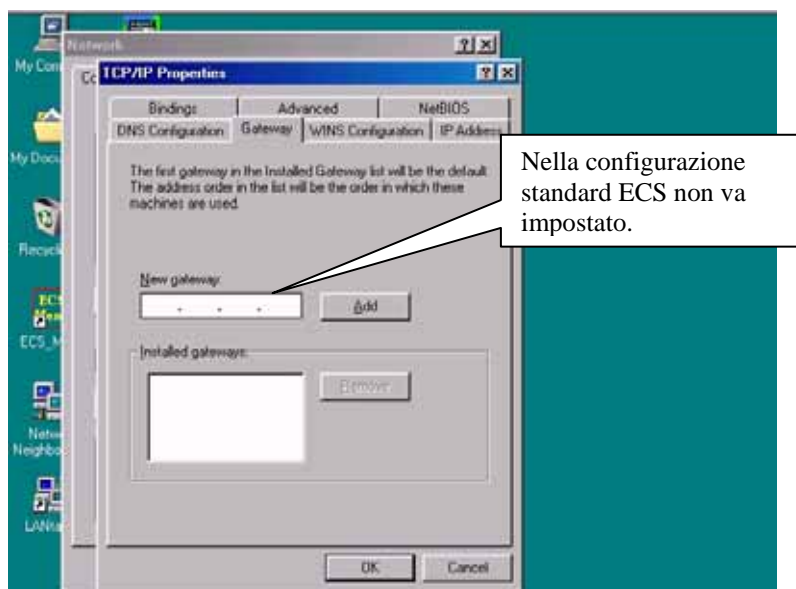 Network
My Com
Co
TCP/IP Properties
Bindings
Advanced
NetBIOS
DNS Configuration
Gateway
WINS Configuration
IP Address
My Docu
The first gateway in the Installed Gateway list will be the default.
The address order in the list will be the order in which these
machines are used.
Nella configurazione
standard ECS non va
impostato.
Recycl
New gateway:
. . .
Add
ECS
ECS_M
Installed gateways:
Remove
Netw
Neighbo
LANta
OK
Cancel